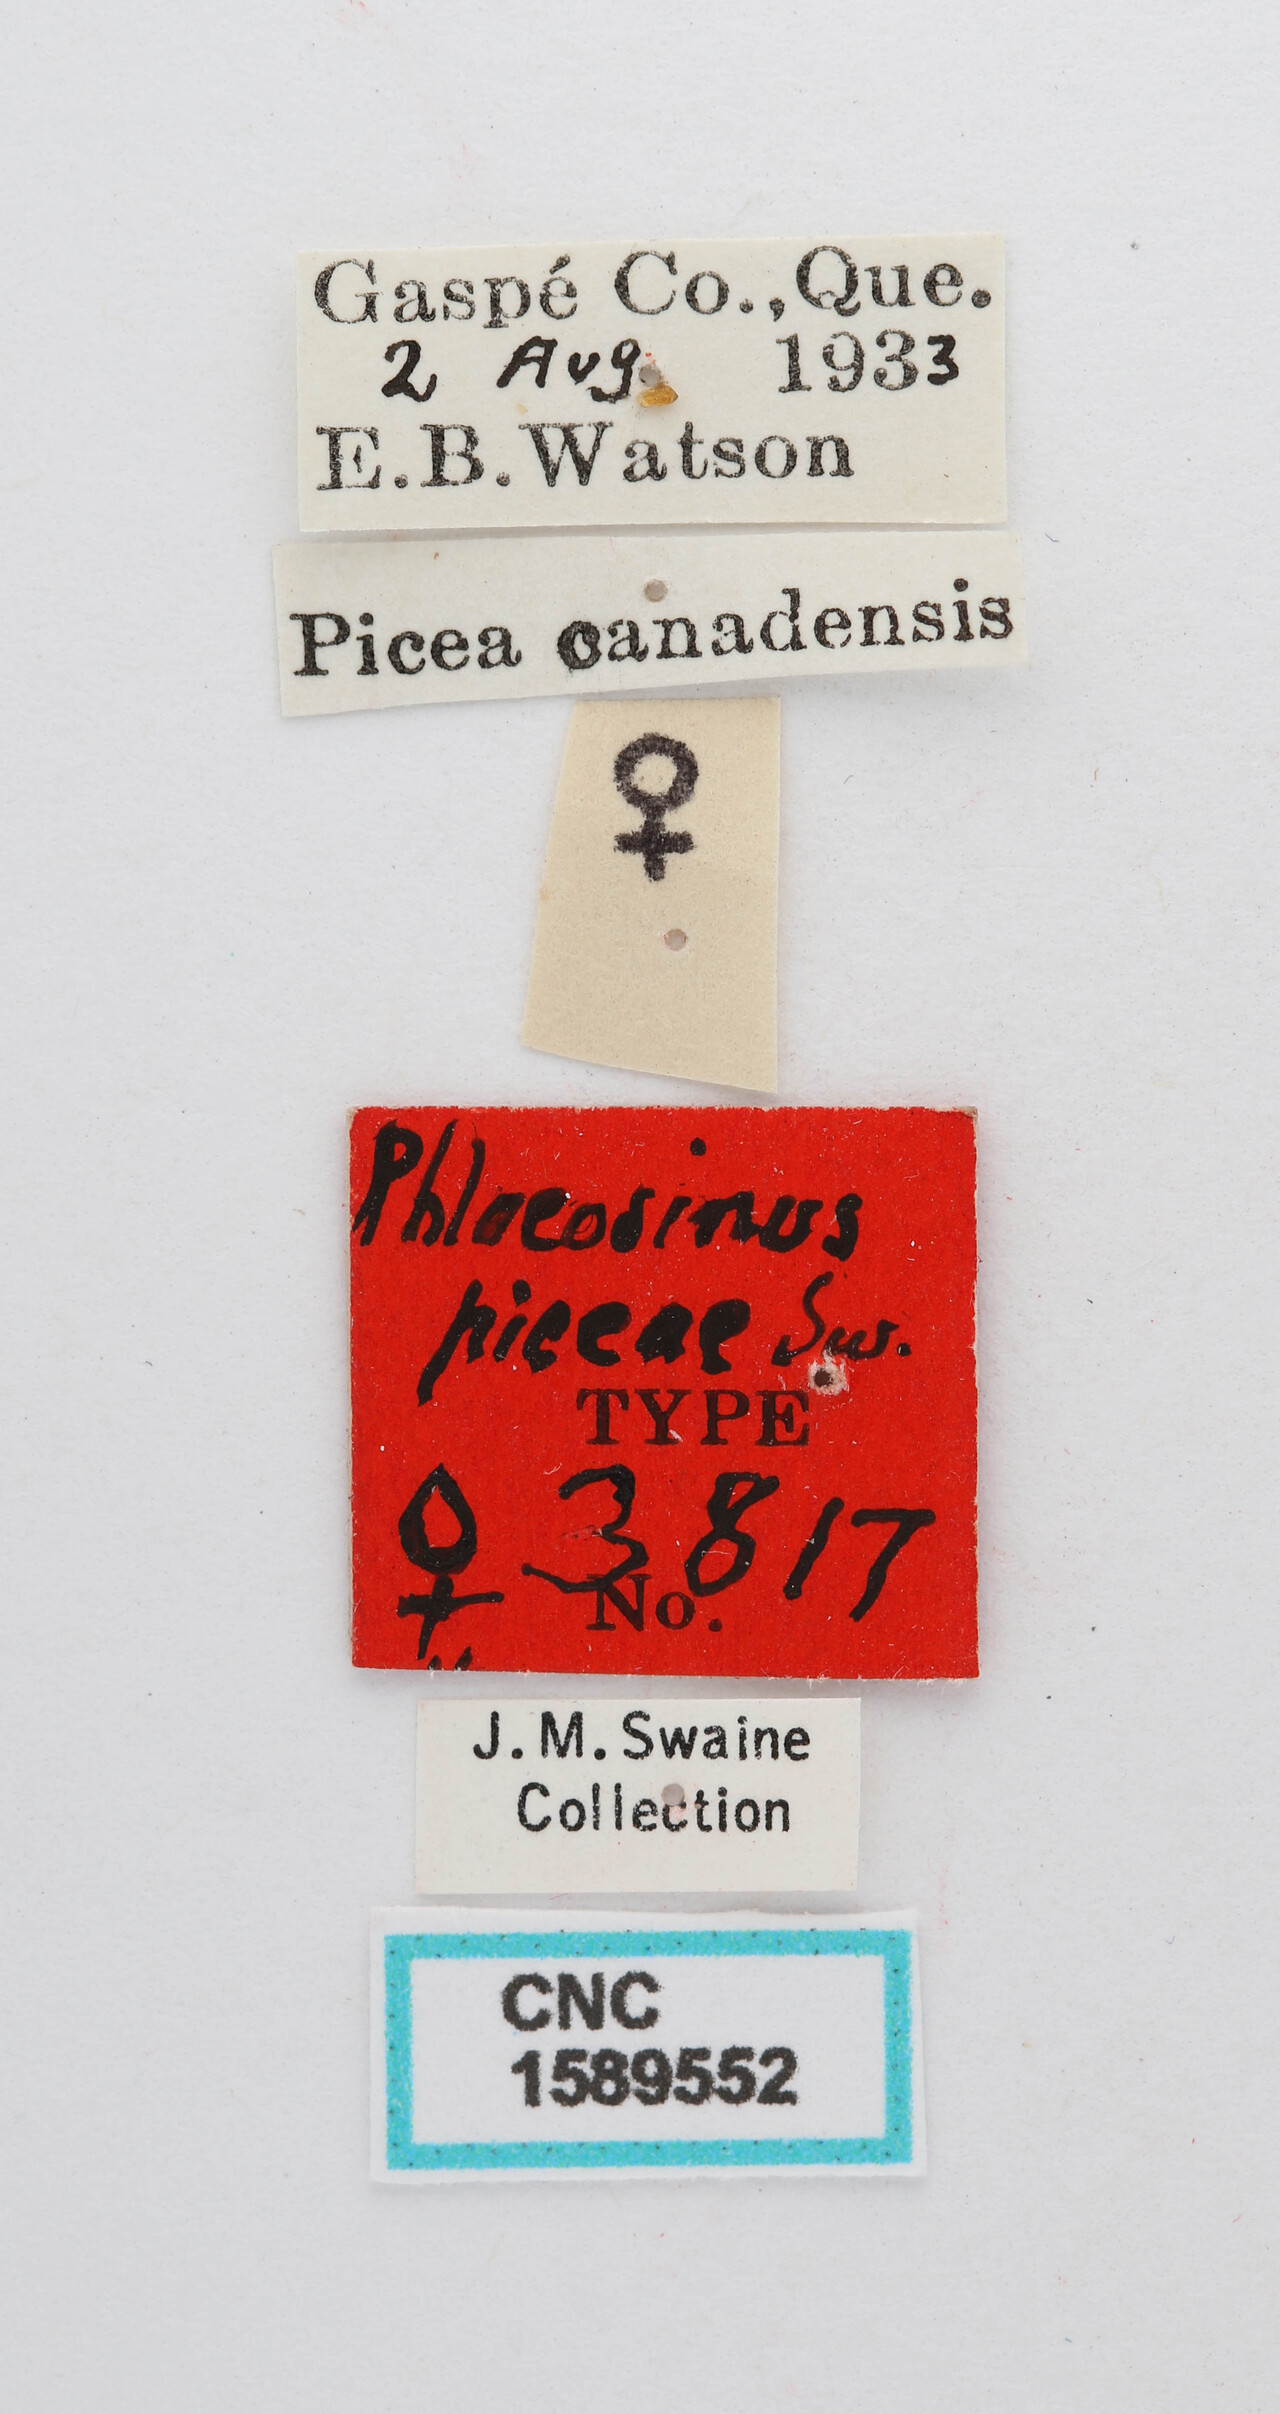 Gaspé Co., Que.
2 Aug. 1933
E.B. Watson
Picea canadensis
♀
Phloeosinus
piceae Sw.
TYPE
♀ 3817
No.
J. M. Swaine
Collection
CNC
1589552